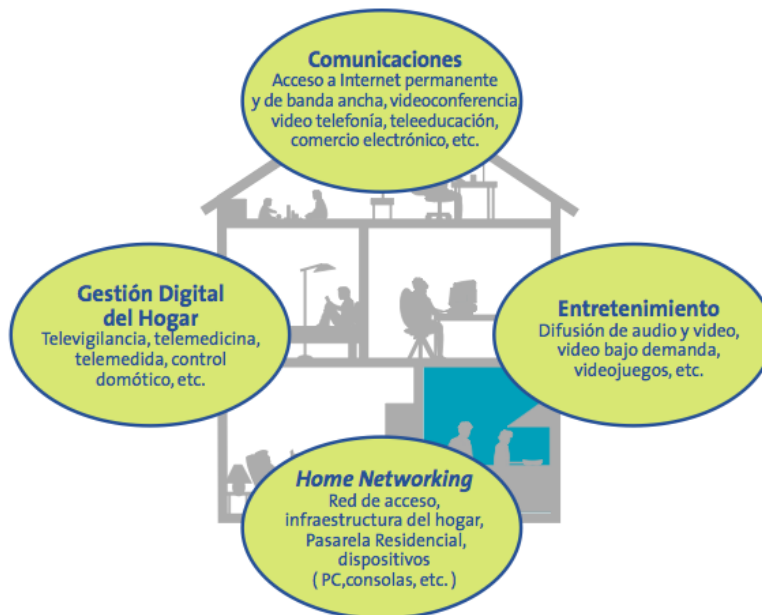 Comunicaciones
Acceso a Internet permanente
y de banda ancha, videoconferencia,
video telefonía, teleeducación,
comercio electrónico, etc.
Gestión Digital
del Hogar
Televigilancia, telemedicina,
telemedida, control
domótico, etc.
Entretenimiento
Difusión de audio y video,
video bajo demanda,
videojuegos, etc.
Home Networking
Red de acceso,
infraestructura del hogar,
Pasarela Residencial,
dispositivos
( PC,consolas, etc. )